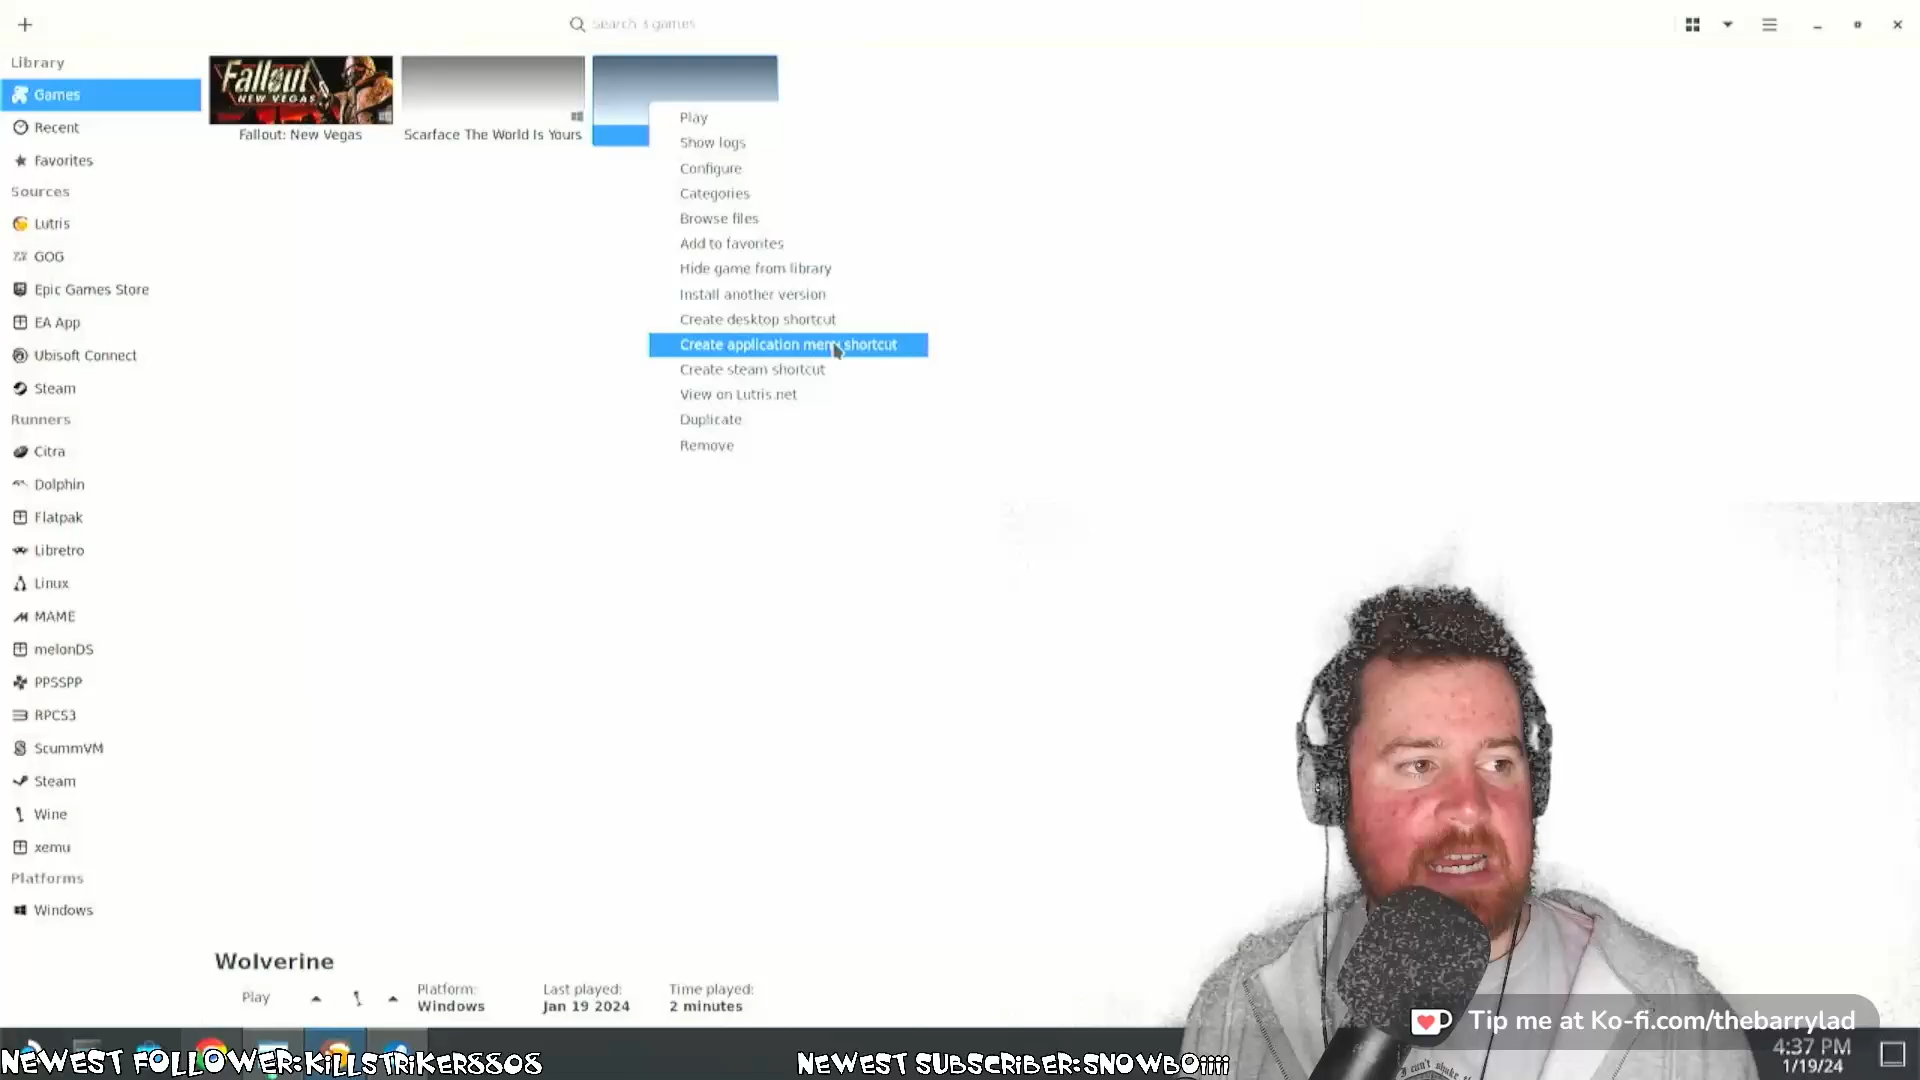 Search 3 games
Library
Games
Recent
Favorites
Sources
Lutris
GOG
Epic Games Store
EA App
Ubisoft Connect
Steam
Runners
Citra
Dolphin
Flatpak
Libretro
Linux
MAME
melonDS
PPSSPP
RPCS3
ScummVM
Steam
Wine
xemu
Platforms
Windows
Fallout
NEW VEGAS
Fallout: New Vegas
Scarface The World Is Yours
Play
Show logs
Configure
Categories
Browse files
Add to favorites
Hide game from library
Install another version
Create desktop shortcut
Create application menu shortcut
Create steam shortcut
View on Lutris.net
Duplicate
Remove
Wolverine
Play
Platform:
Windows
Last played:
Jan 19 2024
Time played:
2 minutes
Tip me at Ko-fi.com/thebarrylad
NEWEST FOLLOWER:KILLSTRIKER8808
NEWEST SUBSCRIBER:SNOWBOiiii
4:37 PM
1/19/24
I can't shake